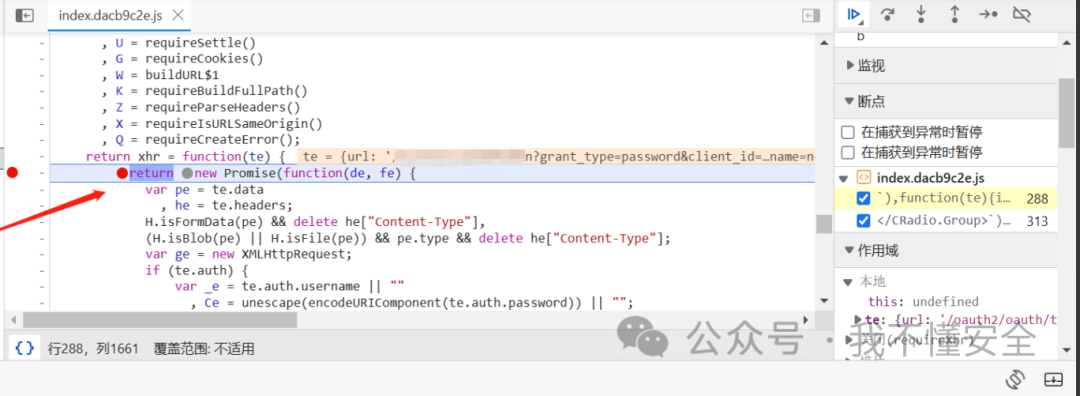 index.dacb9c2e.js
, U = requireSettle()
, G = requireCookies()
, W = buildURL$1
, K = requireBuildFullPath()
, Z = requireParseHeaders()
, X = requireIsURLSameOrigin()
, Q = requireCreateError();
return xhr = function(te) { te = {url: '/ n?grant_type=password&client_id=…name=n
return new Promise(function(de, fe) {
var pe = te.data
, he = te.headers;
H.isFormData(pe) && delete he["Content-Type"],
(H.isBlob(pe) || H.isFile(pe)) && pe.type && delete he["Content-Type"];
var ge = new XMLHttpRequest;
if (te.auth) {
var _e = te.auth.username || ""
, Ce = unescape(encodeURIComponent(te.auth.password)) || "";
{} 行288，列1661 覆盖范围: 不适用
b
监视
断点
在捕获到异常时暂停
在捕获到异常时暂停
index.dacb9c2e.js
`),function(te){i… 288
</CRadio.Group>`)… 313
作用域
本地
this: undefined
te: {url: '/oauth2/oauth/t
(requireXhr)
公众号 · 我不懂安全